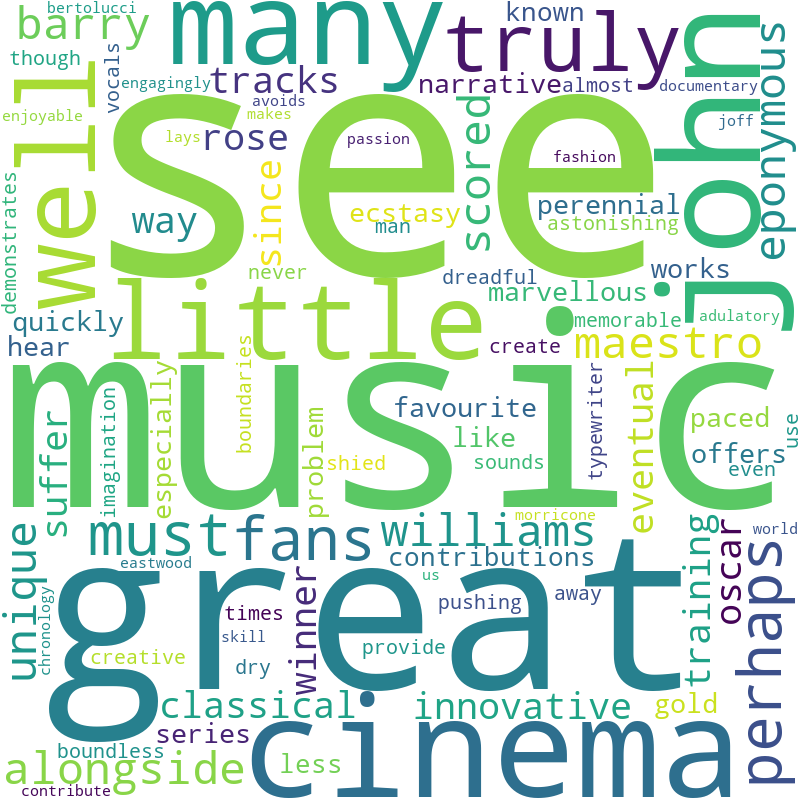 bertolucci
many
known
barry
truly
john
though
vocals
well
engagingly
tracks
narrative
almost
documentary
eponymous
see
avoids
scored
enjoyable
makes
joff
rose
lays
passion
fashion
since
demonstrates
way
ecstasy
man
perennial
astonishing
never
dreadful
works
little
marvellous
quickly
memorable
adulatory
hear
boundaries
create
maestro
music
especially
imagination
typewriter
eventual
suffer
problem
favourite
paced
use
like
offers
shied
sounds
even
must
fans
morricone
williams
unique
eastwood
contributions
training
oscar
world
perhaps
great
us
chronology
winner
times
pushing
away
skill
creative
dry
provide
classical
innovative
gold
series
cinema
boundless
alongside
less
contribute